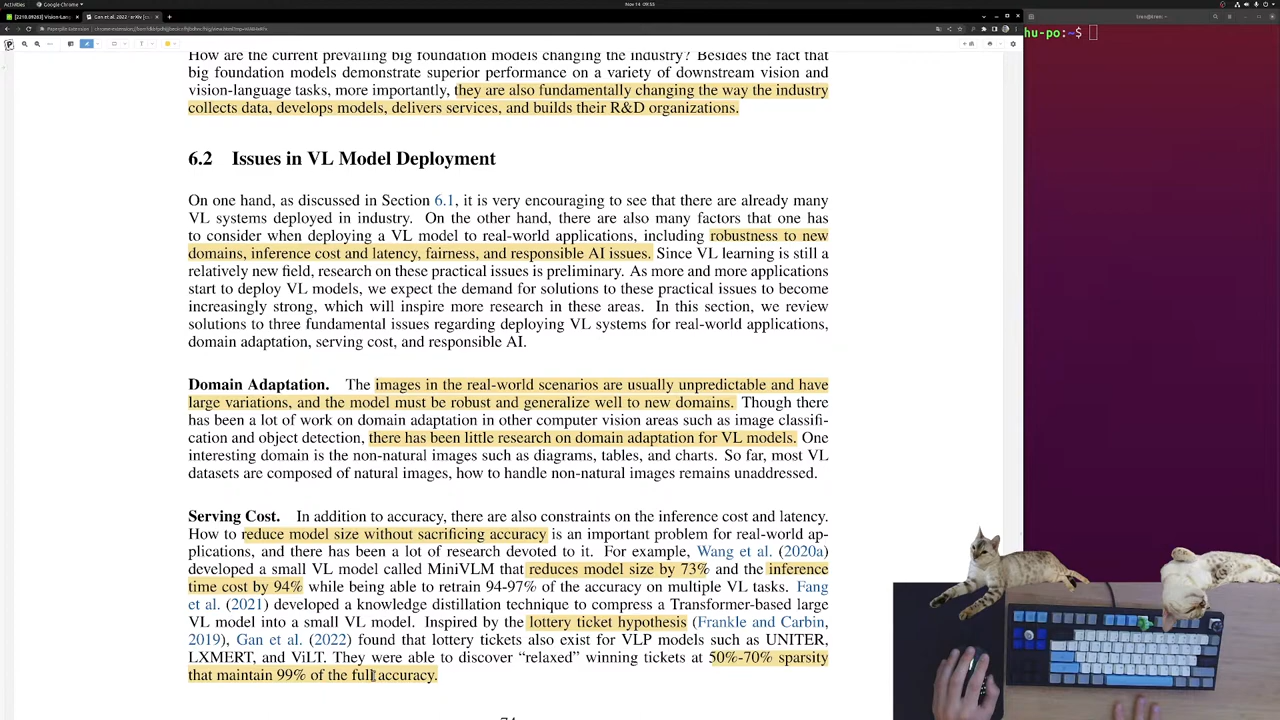 Activities
Google Chrome
Nov 14 09:55
[2210.09263] Vision-Lang
Gan et al. 2022 - arXiv
hu-po:~$
How are the current prevailing big foundation models changing the industry? Besides the fact that
big foundation models demonstrate superior performance on a variety of downstream vision and
vision-language tasks, more importantly, they are also fundamentally changing the way the industry
collects data, develops models, delivers services, and builds their R&D organizations.
6.2 Issues in VL Model Deployment
On one hand, as discussed in Section 6.1, it is very encouraging to see that there are already many
VL systems deployed in industry. On the other hand, there are also many factors that one has
to consider when deploying a VL model to real-world applications, including robustness to new
domains, inference cost and latency, fairness, and responsible AI issues. Since VL learning is still a
relatively new field, research on these practical issues is preliminary. As more and more applications
start to deploy VL models, we expect the demand for solutions to these practical issues to become
increasingly strong, which will inspire more research in these areas. In this section, we review
solutions to three fundamental issues regarding deploying VL systems for real-world applications,
domain adaptation, serving cost, and responsible AI.
Domain Adaptation. The images in the real-world scenarios are usually unpredictable and have
large variations, and the model must be robust and generalize well to new domains. Though there
has been a lot of work on domain adaptation in other computer vision areas such as image classifi-
cation and object detection, there has been little research on domain adaptation for VL models. One
interesting domain is the non-natural images such as diagrams, tables, and charts. So far, most VL
datasets are composed of natural images, how to handle non-natural images remains unaddressed.
Serving Cost. In addition to accuracy, there are also constraints on the inference cost and latency.
How to reduce model size without sacrificing accuracy is an important problem for real-world ap-
plications, and there has been a lot of research devoted to it. For example, Wang et al. (2020a)
developed a small VL model called MiniVLM that reduces model size by 73% and the inference
time cost by 94% while being able to retrain 94-97% of the accuracy on multiple VL tasks. Fang
et al. (2021) developed a knowledge distillation technique to compress a Transformer-based large
VL model into a small VL model. Inspired by the lottery ticket hypothesis (Frankle and Carbin,
2019), Gan et al. (2022) found that lottery tickets also exist for VLP models such as UNITER,
LXMERT, and ViLT. They were able to discover “relaxed” winning tickets at 50%-70% sparsity
that maintain 99% of the full accuracy.
74